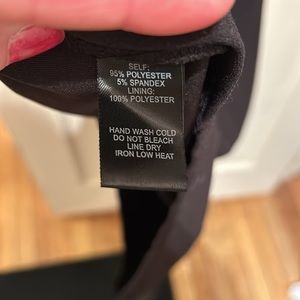 SELF:
95% POLYESTER
5% SPANDEX
LINING:
100% POLYESTER
HAND WASH COLD
DO NOT BLEACH
LINE DRY
IRON LOW HEAT